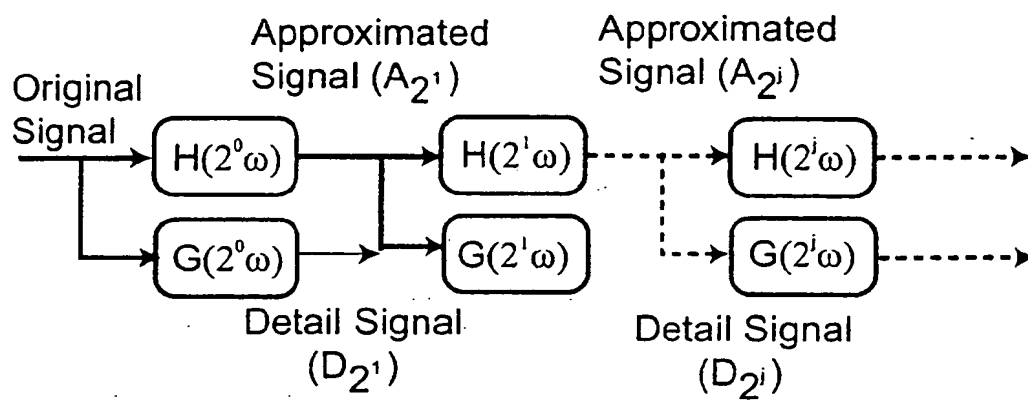 Approximated
Signal (A₂¹)
Approximated
Signal (A₂ʲ)
Original
Signal
H(2⁰ω)
H(2¹ω)
H(2ʲω)
G(2⁰ω)
G(2¹ω)
G(2ʲω)
Detail Signal
(D₂¹)
Detail Signal
(D₂ʲ)